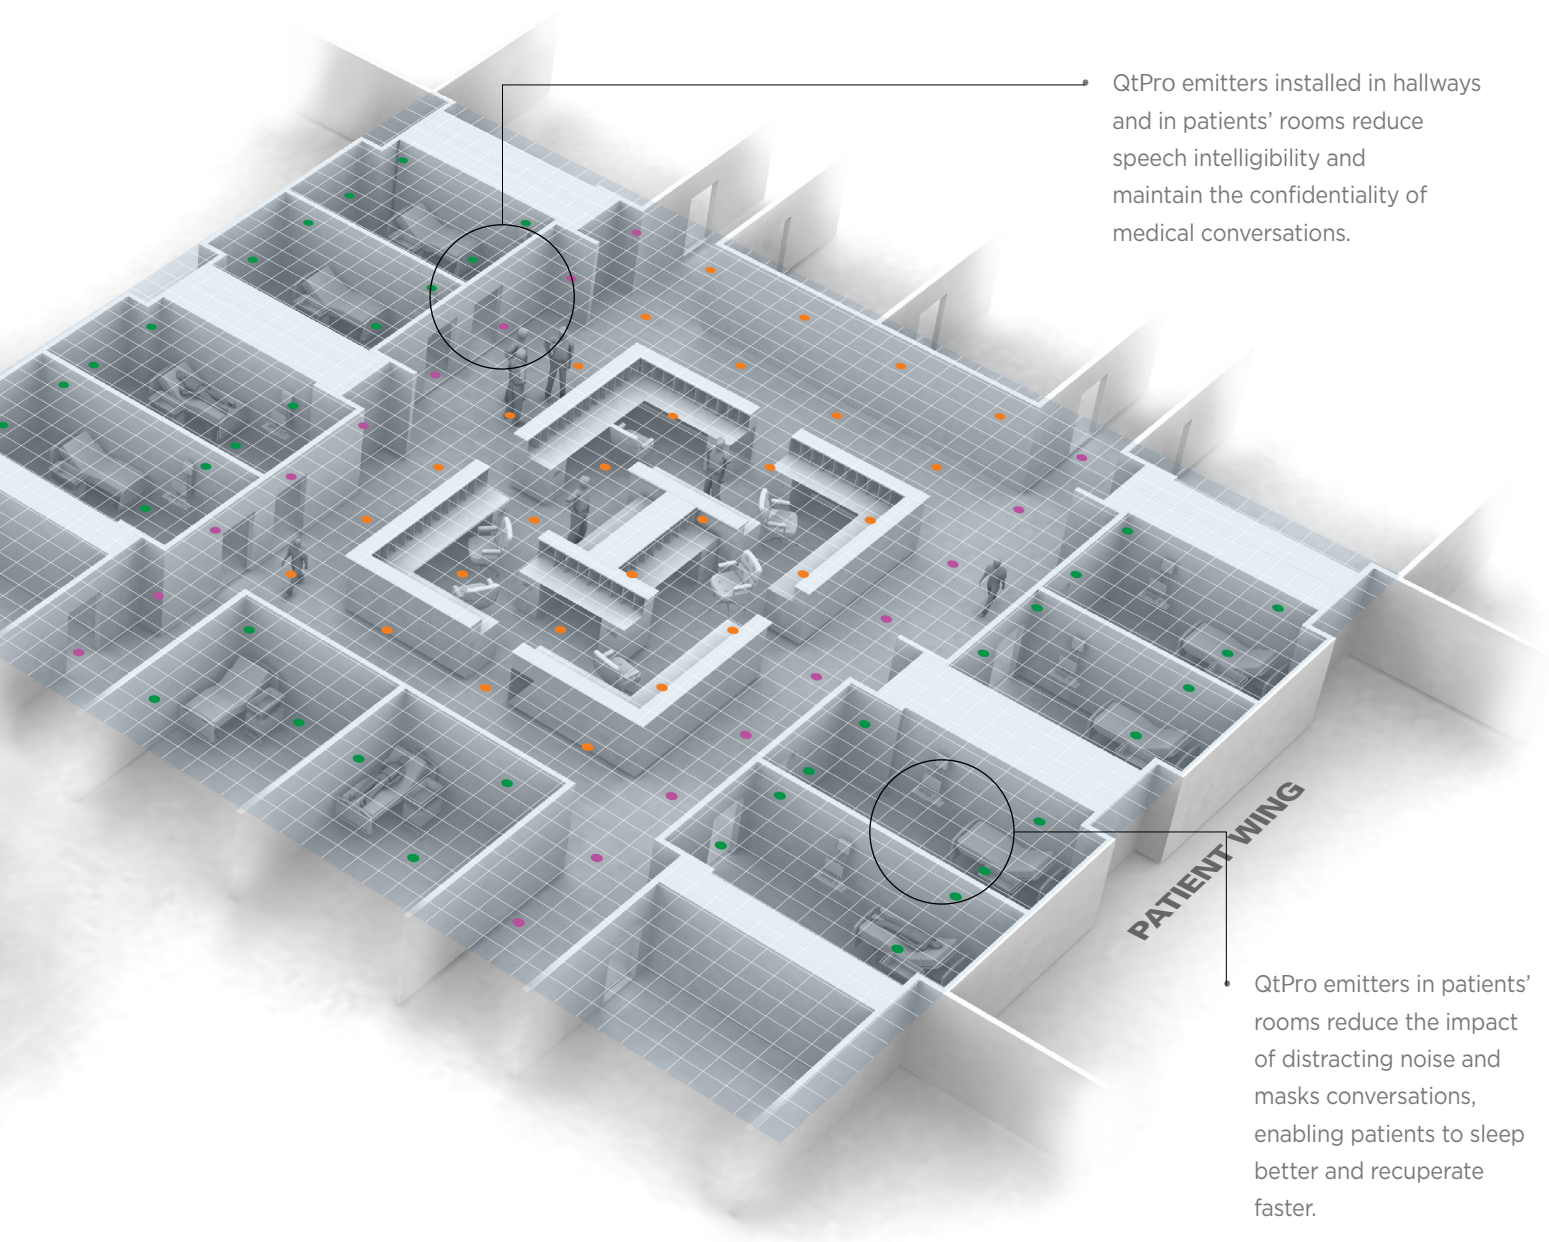 QtPro emitters installed in hallways
and in patients’ rooms reduce
speech intelligibility and
maintain the confidentiality of
medical conversations.
PATIENT WING
QtPro emitters in patients’
rooms reduce the impact
of distracting noise and
masks conversations,
enabling patients to sleep
better and recuperate
faster.